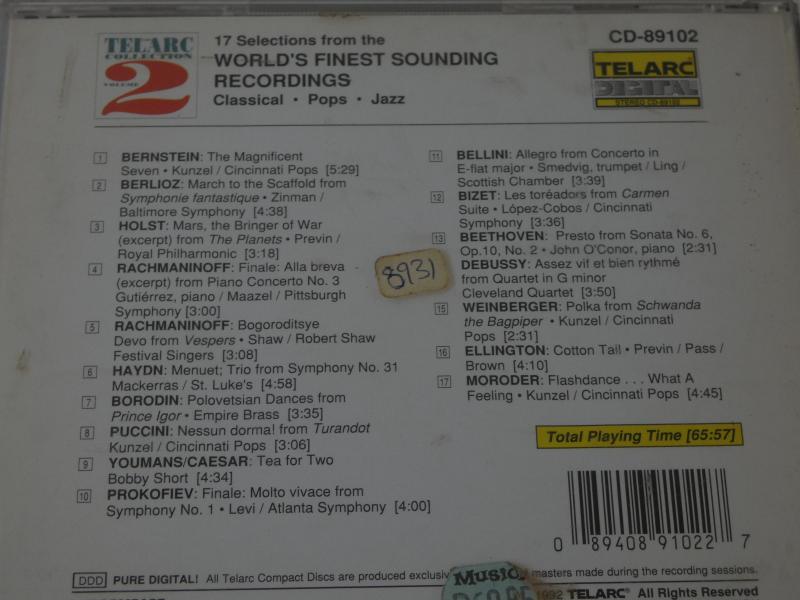 TELARC
COLLECTION
VOLUME
2
17 Selections from the
WORLD'S FINEST SOUNDING
RECORDINGS
Classical • Pops • Jazz
CD-89102
TELARC
DIGITAL
STEREO CD-89102
1 BERNSTEIN: The Magnificent
Seven • Kunzel / Cincinnati Pops [5:29]
2 BERLIOZ: March to the Scaffold from
Symphonie fantastique • Zinman /
Baltimore Symphony [4:38]
3 HOLST: Mars, the Bringer of War
(excerpt) from The Planets • Previn /
Royal Philharmonic [3:18]
4 RACHMANINOFF: Finale: Alla breva
(excerpt) from Piano Concerto No. 3
Gutiérrez, piano / Maazel / Pittsburgh
Symphony [3:00]
5 RACHMANINOFF: Bogoroditsye
Devo from Vespers • Shaw / Robert Shaw
Festival Singers [3:08]
6 HAYDN: Menuet; Trio from Symphony No. 31
Mackerras / St. Luke's [4:58]
7 BORODIN: Polovetsian Dances from
Prince Igor • Empire Brass [3:35]
8 PUCCINI: Nessun dorma! from Turandot
Kunzel / Cincinnati Pops [3:06]
9 YOUMANS/CAESAR: Tea for Two
Bobby Short [4:34]
10 PROKOFIEV: Finale: Molto vivace from
Symphony No. 1 • Levi / Atlanta Symphony [4:00]
8931
11 BELLINI: Allegro from Concerto in
E-flat major • Smedvig, trumpet / Ling /
Scottish Chamber [3:39]
12 BIZET: Les toréadors from Carmen
Suite • López-Cobos / Cincinnati
Symphony [3:36]
13 BEETHOVEN: Presto from Sonata No. 6,
Op.10, No. 2 • John O'Conor, piano [2:31]
DEBUSSY: Assez vif et bien rythmé
from Quartet in G minor
Cleveland Quartet [3:50]
15 WEINBERGER: Polka from Schwanda
the Bagpiper • Kunzel / Cincinnati
Pops [2:31]
16 ELLINGTON: Cotton Tail • Previn / Pass /
Brown [4:10]
17 MORODER: Flashdance . . . What A
Feeling • Kunzel / Cincinnati Pops [4:45]
Total Playing Time [65:57]
0 89408 91022 7
DDD PURE DIGITAL! All Telarc Compact Discs are produced masters made during the recording sessions.
Music
1992 TELARC® All Rights Reserved